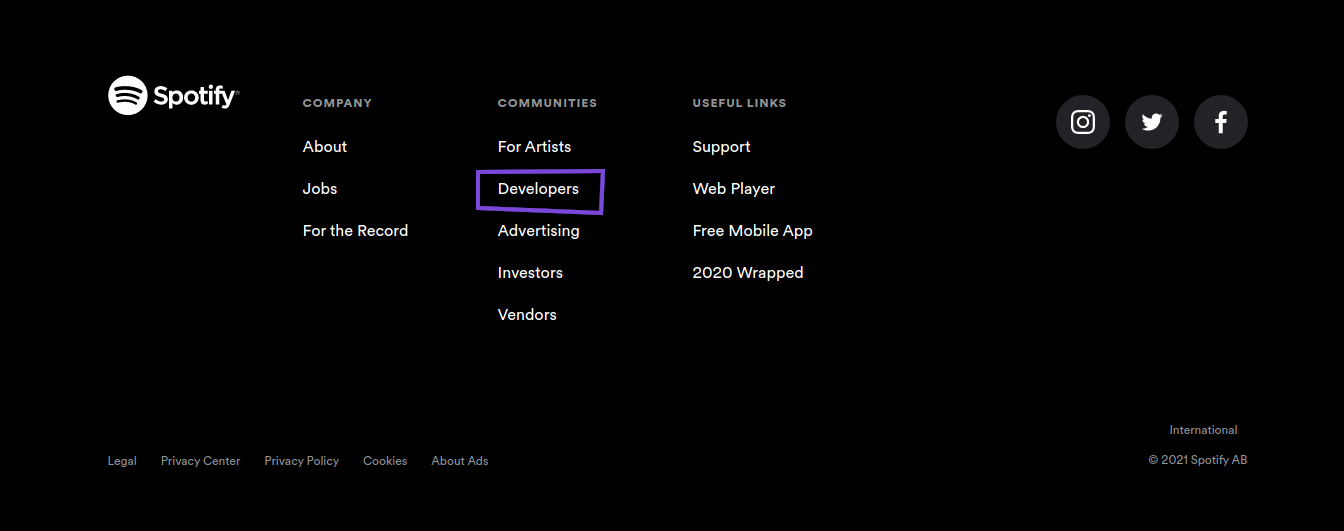 Spotify®
COMPANY
About
Jobs
For the Record
COMMUNITIES
For Artists
Developers
Advertising
Investors
Vendors
USEFUL LINKS
Support
Web Player
Free Mobile App
2020 Wrapped
International
Legal Privacy Center Privacy Policy Cookies About Ads
© 2021 Spotify AB